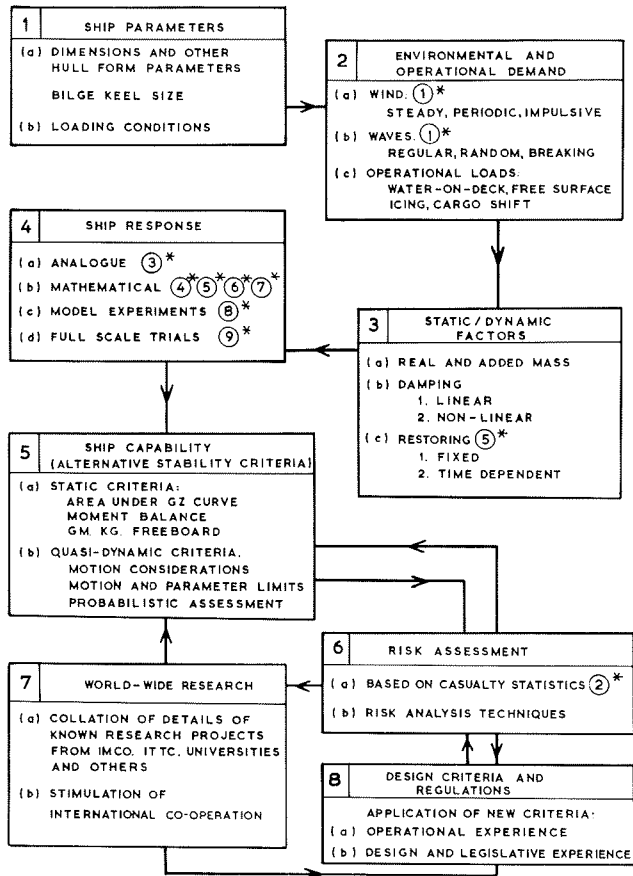 1 SHIP PARAMETERS
(a) DIMENSIONS AND OTHER
HULL FORM PARAMETERS
BILGE KEEL SIZE
(b) LOADING CONDITIONS
2 ENVIRONMENTAL AND
OPERATIONAL DEMAND
(a) WIND. 1*
STEADY, PERIODIC, IMPULSIVE
(b) WAVES. 1*
REGULAR, RANDOM, BREAKING
(c) OPERATIONAL LOADS:
WATER-ON-DECK, FREE SURFACE
ICING, CARGO SHIFT
3 STATIC/DYNAMIC
FACTORS
(a) REAL AND ADDED MASS
(b) DAMPING
1. LINEAR
2. NON-LINEAR
(c) RESTORING 5*
1. FIXED
2. TIME DEPENDENT
4 SHIP RESPONSE
(a) ANALOGUE 3*
(b) MATHEMATICAL 4* 5* 6* 7*
(c) MODEL EXPERIMENTS 8*
(d) FULL SCALE TRIALS 9*
5 SHIP CAPABILITY
(ALTERNATIVE STABILITY CRITERIA)
(a) STATIC CRITERIA:
AREA UNDER GZ CURVE
MOMENT BALANCE
GM. KG. FREEBOARD
(b) QUASI-DYNAMIC CRITERIA.
MOTION CONSIDERATIONS
MOTION AND PARAMETER LIMITS
PROBABILISTIC ASSESSMENT
6 RISK ASSESSMENT
(a) BASED ON CASUALTY STATISTICS 2*
(b) RISK ANALYSIS TECHNIQUES
7 WORLD-WIDE RESEARCH
(a) COLLATION OF DETAILS OF
KNOWN RESEARCH PROJECTS
FROM IMCO. ITTC, UNIVERSITIES
AND OTHERS
(b) STIMULATION OF
INTERNATIONAL CO-OPERATION
8 DESIGN CRITERIA AND
REGULATIONS
APPLICATION OF NEW CRITERIA:
(a) OPERATIONAL EXPERIENCE
(b) DESIGN AND LEGISLATIVE EXPERIENCE